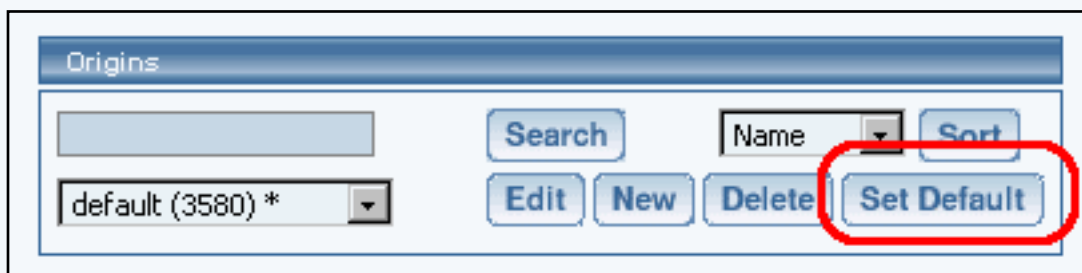 Origins
Search Name Sort
default (3580) * Edit New Delete Set Default